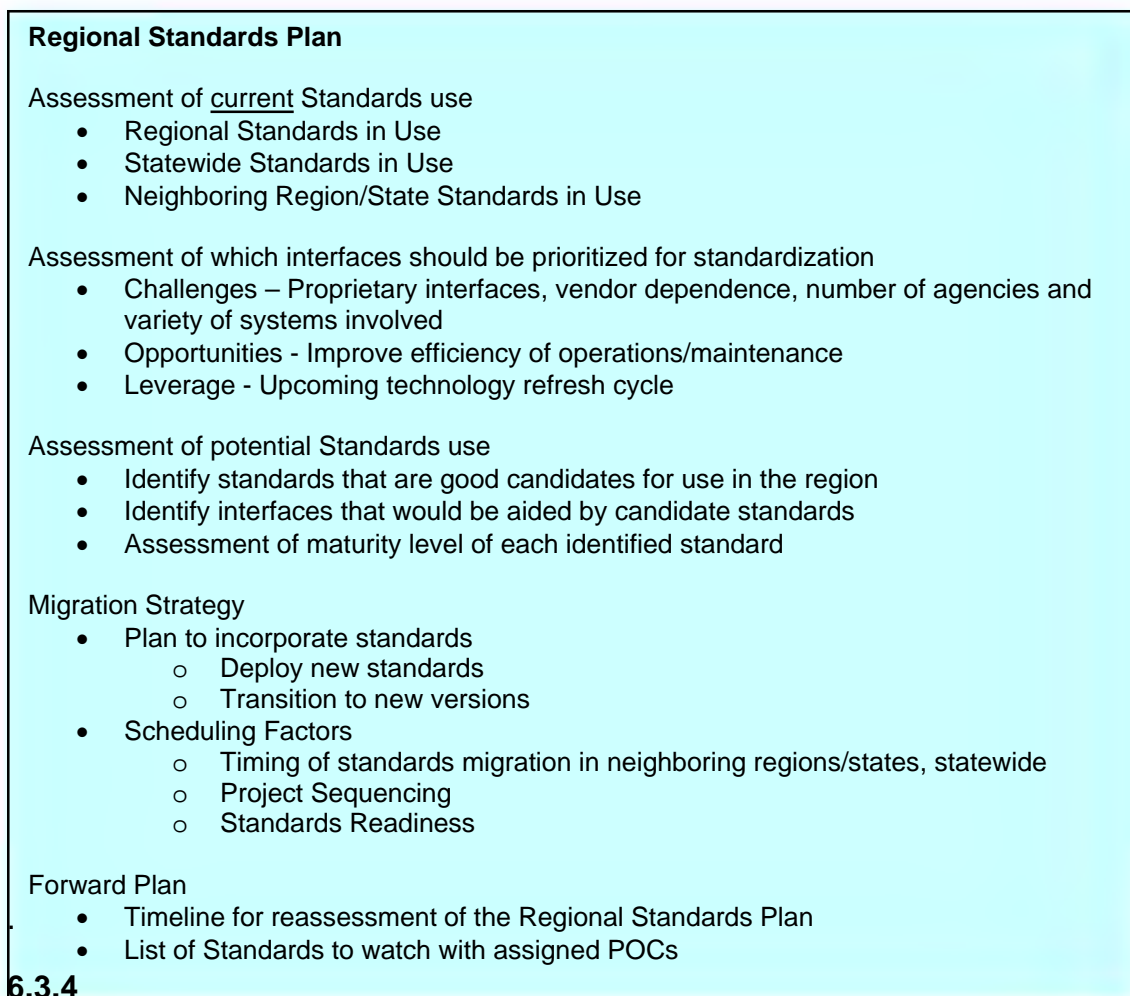 Regional Standards Plan
Assessment of current Standards use
• Regional Standards in Use
• Statewide Standards in Use
• Neighboring Region/State Standards in Use
Assessment of which interfaces should be prioritized for standardization
• Challenges – Proprietary interfaces, vendor dependence, number of agencies and
variety of systems involved
• Opportunities - Improve efficiency of operations/maintenance
• Leverage - Upcoming technology refresh cycle
Assessment of potential Standards use
• Identify standards that are good candidates for use in the region
• Identify interfaces that would be aided by candidate standards
• Assessment of maturity level of each identified standard
Migration Strategy
• Plan to incorporate standards
o Deploy new standards
o Transition to new versions
• Scheduling Factors
o Timing of standards migration in neighboring regions/states, statewide
o Project Sequencing
o Standards Readiness
Forward Plan
• Timeline for reassessment of the Regional Standards Plan
• List of Standards to watch with assigned POCs
6.3.4